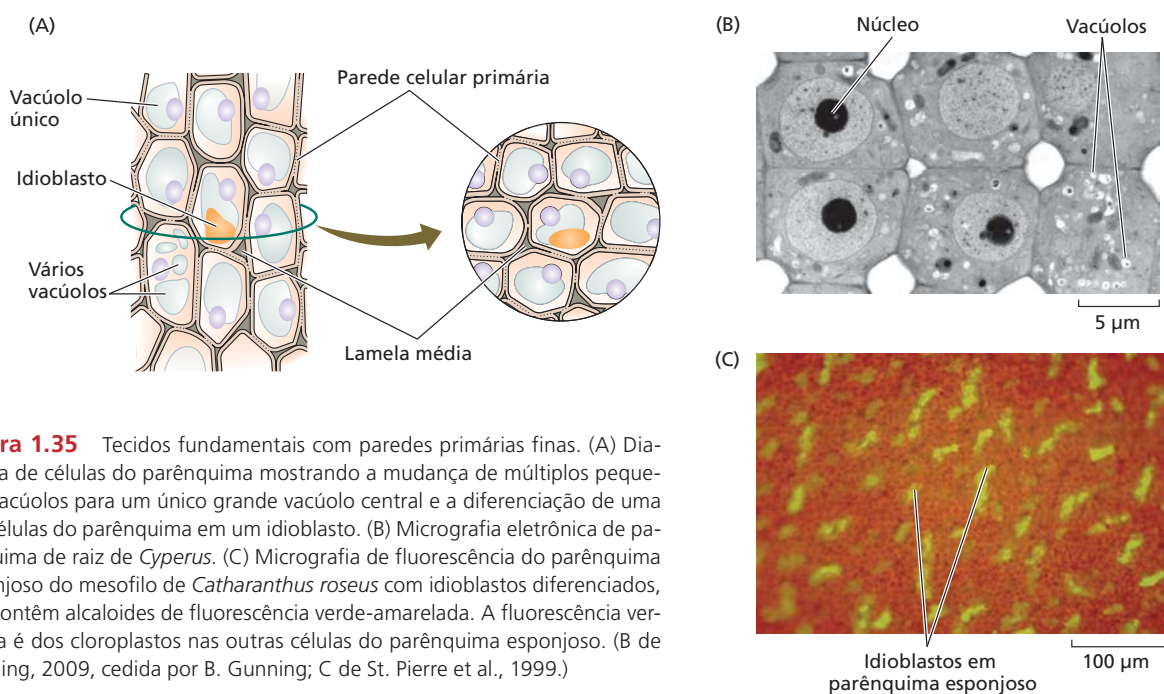 (A)
Vacúolo
único
Idioblasto
Vários
vacúolos
Parede celular primária
Lamela média
(B)
Núcleo
Vacúolos
5 µm
(C)
Idioblastos em
parênquima esponjoso
100 µm
ra 1.35 Tecidos fundamentais com paredes primárias finas. (A) Dia-
a de células do parênquima mostrando a mudança de múltiplos peque-
acúolos para um único grande vacúolo central e a diferenciação de uma
élulas do parênquima em um idioblasto. (B) Micrografia eletrônica de pa-
uima de raiz de Cyperus. (C) Micrografia de fluorescência do parênquima
njoso do mesofilo de Catharanthus roseus com idioblastos diferenciados,
ontêm alcaloides de fluorescência verde-amarelada. A fluorescência ver-
a é dos cloroplastos nas outras células do parênquima esponjoso. (B de
ing, 2009, cedida por B. Gunning; C de St. Pierre et al., 1999.)